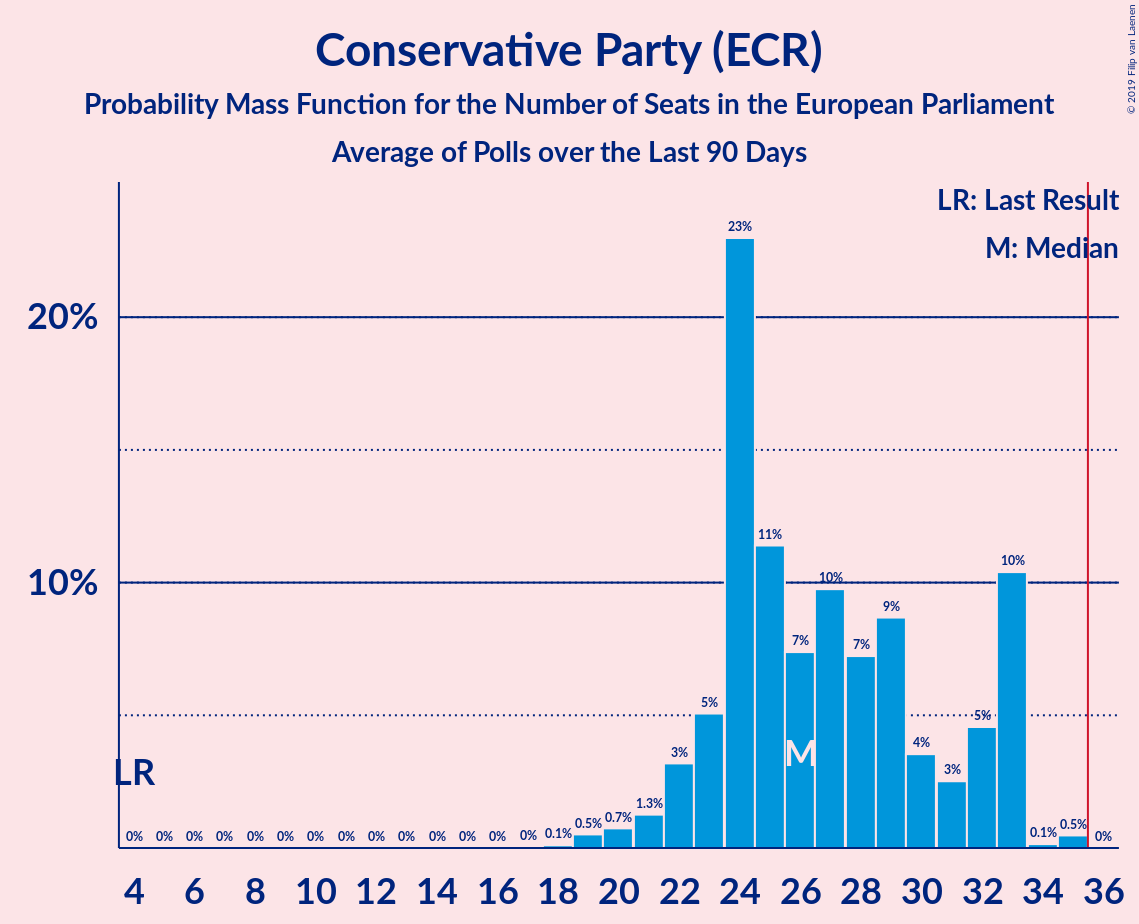 Conservative Party (ECR)
Probability Mass Function for the Number of Seats in the European Parliament
Average of Polls over the Last 90 Days
© 2019 Filip van Laenen
LR: Last Result
M: Median
20%
10%
LR
M
0% 0% 0% 0% 0% 0% 0% 0% 0% 0% 0% 0% 0% 0% 0.1% 0.5% 0.7% 1.3% 3% 5% 23% 11% 7% 10% 7% 9% 4% 3% 5% 10% 0.1% 0.5% 0%
4 6 8 10 12 14 16 18 20 22 24 26 28 30 32 34 36